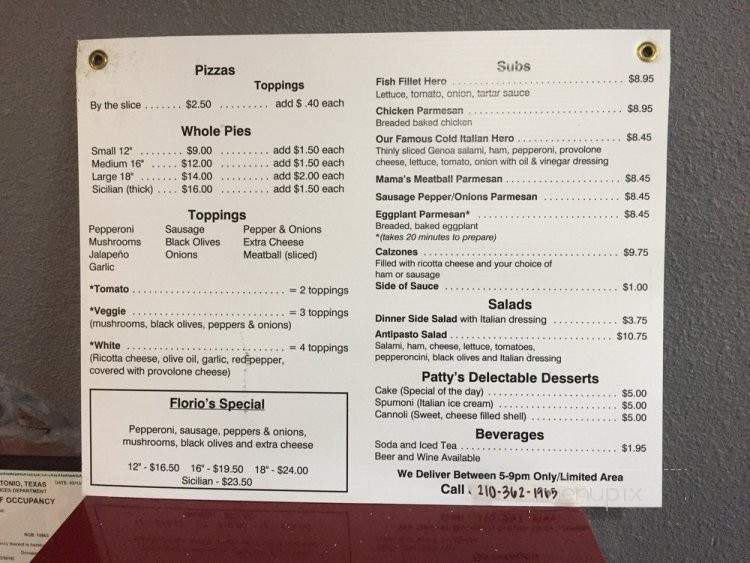 Pizzas
Toppings
By the slice ....... $2.50 ......... add $ .40 each
Whole Pies
Small 12" ........... $9.00 ......... add $1.50 each
Medium 16" ....... $12.00 ......... add $1.50 each
Large 18" ........... $14.00 ......... add $2.00 each
Sicilian (thick) ..... $16.00 ......... add $1.50 each
Toppings
Pepperoni Sausage Pepper & Onions
Mushrooms Black Olives Extra Cheese
Jalapeño Onions Meatball (sliced)
Garlic
*Tomato ............................. = 2 toppings
*Veggie .............................. = 3 toppings
(mushrooms, black olives, peppers & onions)
*White ................................ = 4 toppings
(Ricotta cheese, olive oil, garlic, red pepper,
covered with provolone cheese)
Florio's Special
Pepperoni, sausage, peppers & onions,
mushrooms, black olives and extra cheese
12" - $16.50 16" - $19.50 18" - $24.00
Sicilian - $23.50
Subs
Fish Fillet Hero ................................ $8.95
Lettuce, tomato, onion, tartar sauce
Chicken Parmesan ............................ $8.95
Breaded baked chicken
Our Famous Cold Italian Hero .................... $8.45
Thinly sliced Genoa salami, ham, pepperoni, provolone
cheese, lettuce, tomato, onion with oil & vinegar dressing
Mama's Meatball Parmesan ...................... $8.45
Sausage Pepper/Onions Parmesan ............. $8.45
Eggplant Parmesan* ........................... $8.45
Breaded, baked eggplant
*(takes 20 minutes to prepare)
Calzones ..................................... $9.75
Filled with ricotta cheese and your choice of
ham or sausage
Side of Sauce ................................ $1.00
Salads
Dinner Side Salad with Italian dressing ............ $3.75
Antipasto Salad ............................... $10.75
Salami, ham, cheese, lettuce, tomatoes,
pepperoncini, black olives and Italian dressing
Patty's Delectable Desserts
Cake (Special of the day) ........................ $5.00
Spumoni (Italian ice cream) ...................... $5.00
Cannoli (Sweet, cheese filled shell) ................ $5.00
Beverages
Soda and Iced Tea ............................. $1.95
Beer and Wine Available
We Deliver Between 5-9pm Only/Limited Area
Call . 210-362-1965
menupix
TONIO, TEXAS
F OCCUPANCY